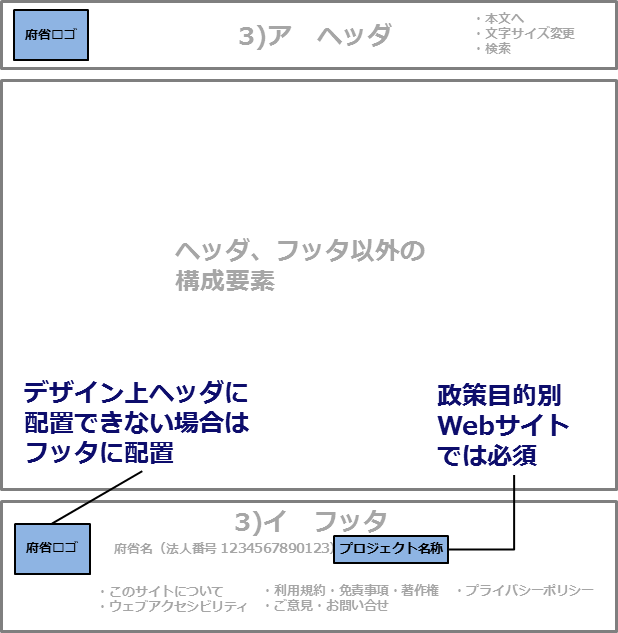 府省ロゴ
3)ア　ヘッダ
・本文へ
・文字サイズ変更
・検索
ヘッダ、フッタ以外の
構成要素
デザイン上ヘッダに
配置できない場合は
フッタに配置
政策目的別
Webサイト
では必須
3)イ　フッタ
府省ロゴ
府省名（法人番号 1234567890123）
プロジェクト名称
・このサイトについて
・利用規約・免責事項・著作権
・プライバシーポリシー
・ウェブアクセシビリティ
・ご意見・お問い合せ